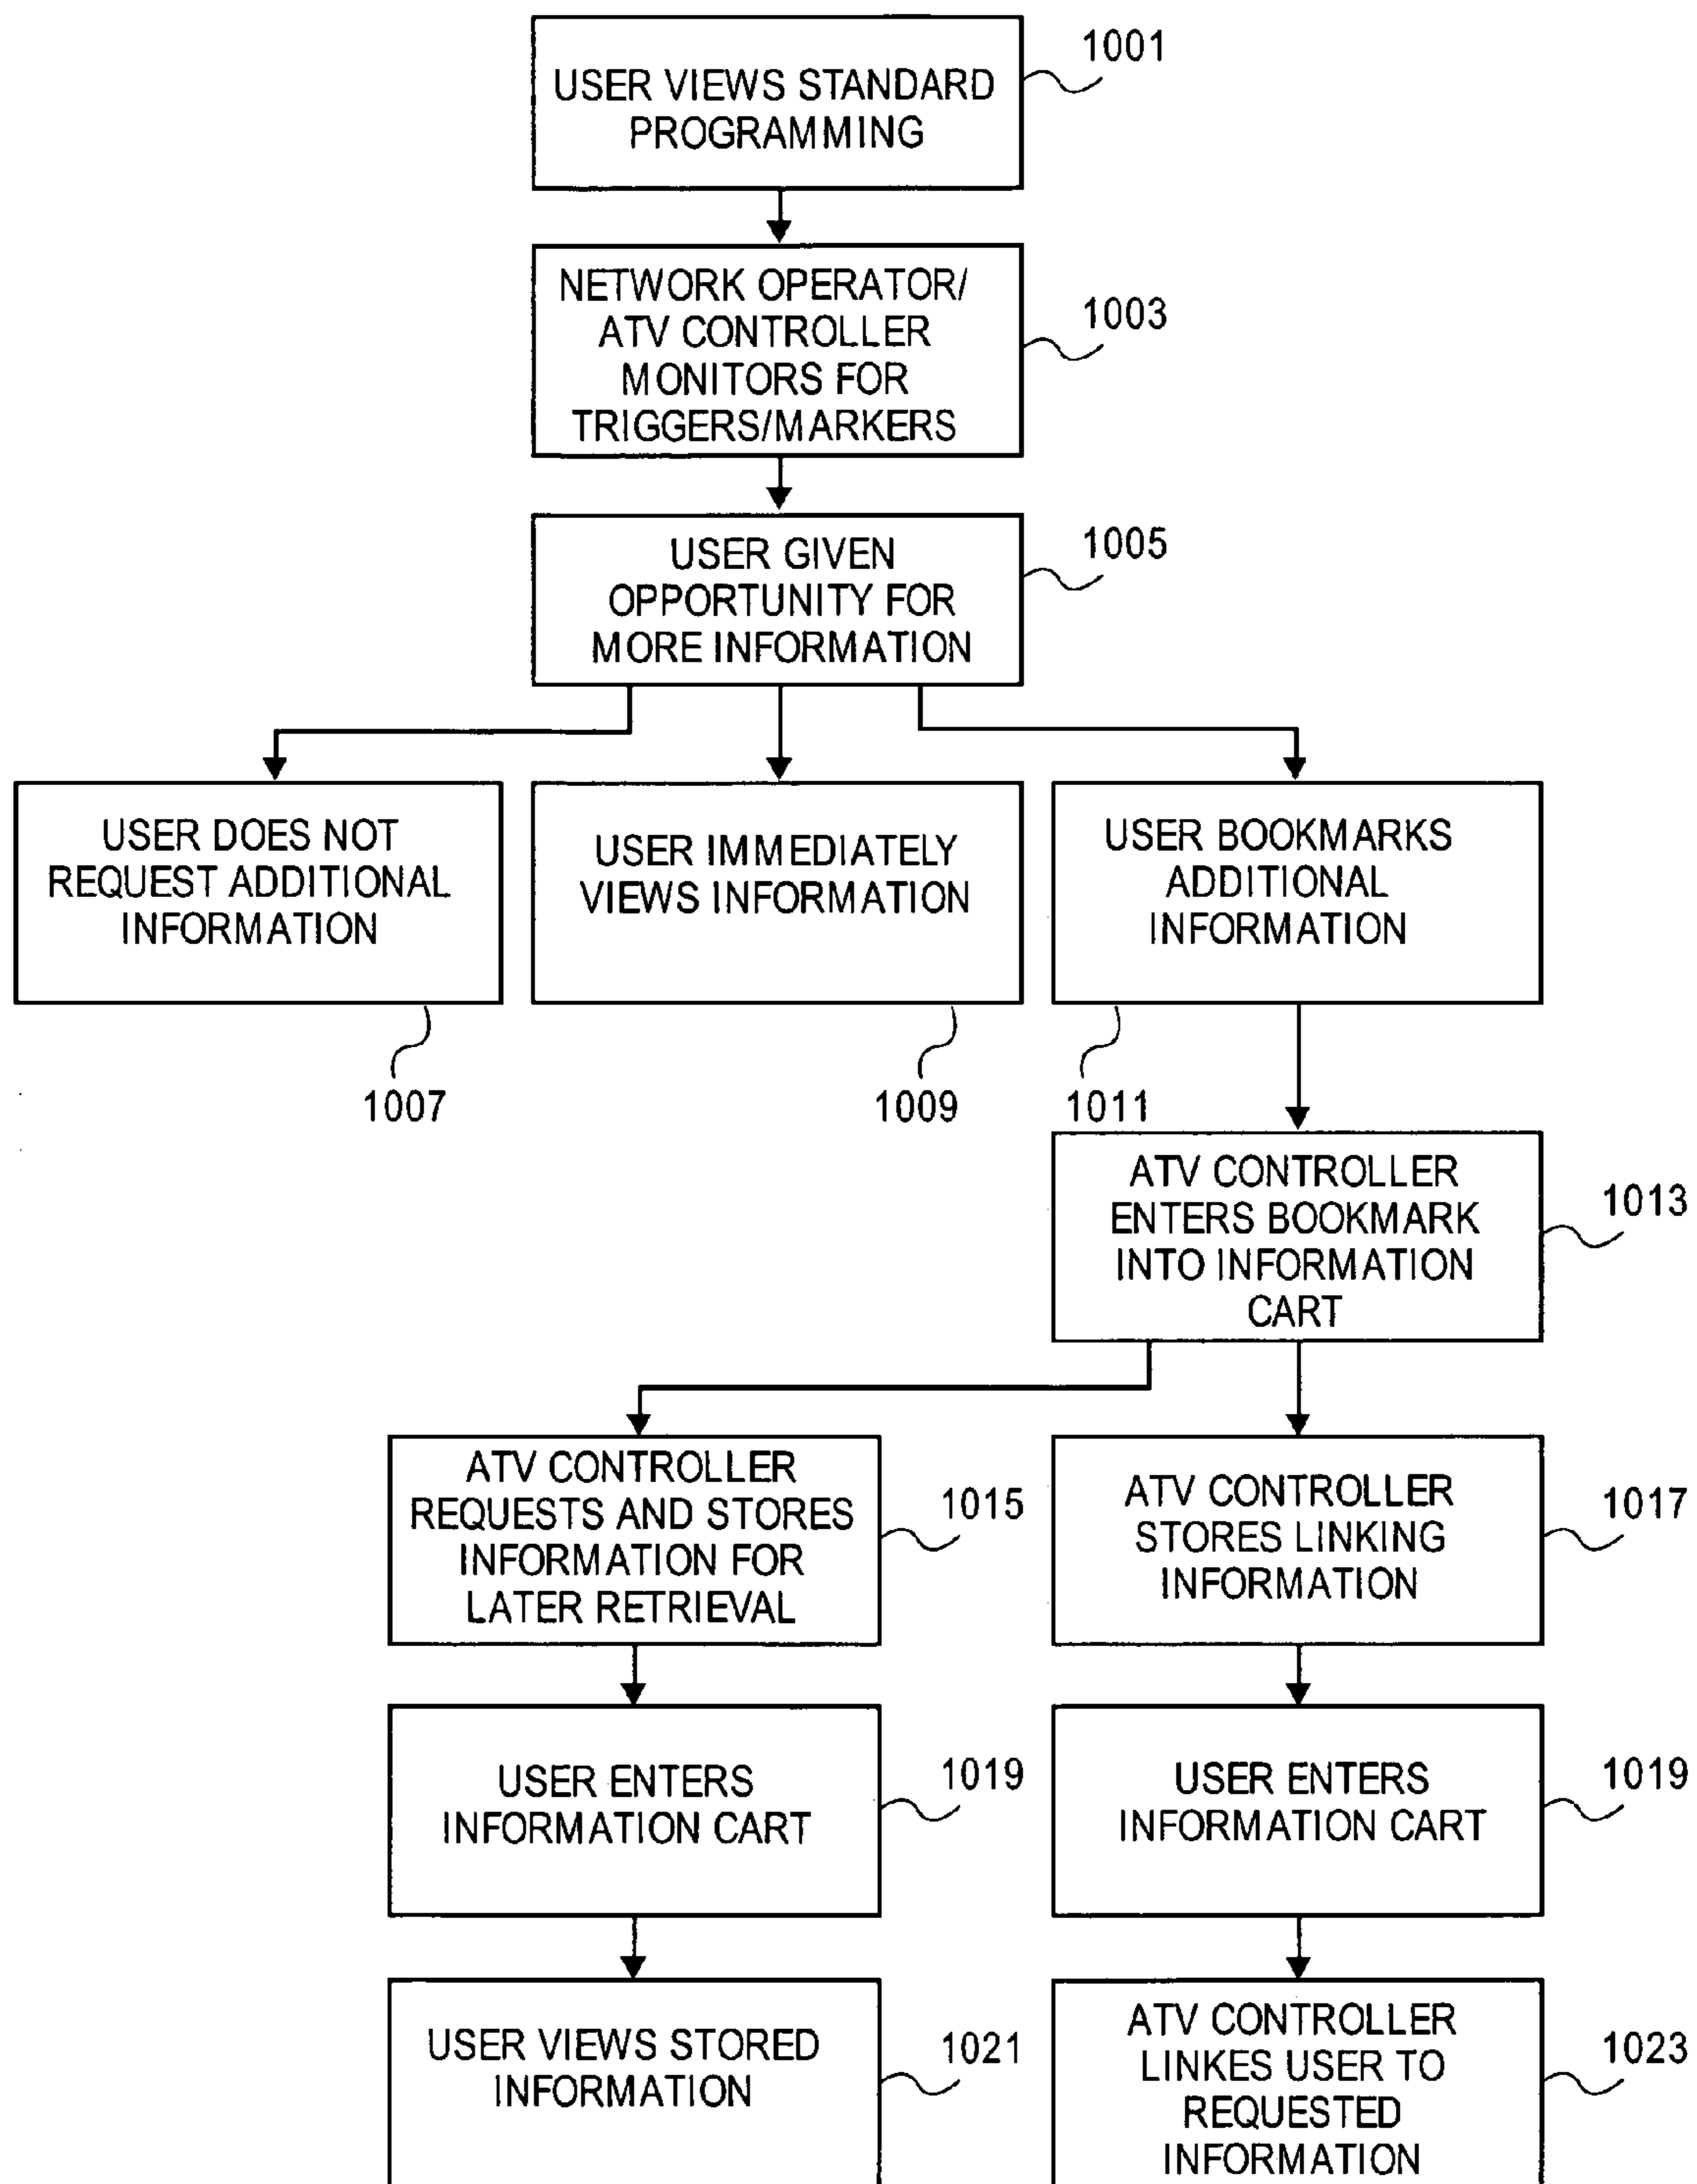 USER VIEWS STANDARD
PROGRAMMING
1001
NETWORK OPERATOR/
ATV CONTROLLER
MONITORS FOR
TRIGGERS/MARKERS
1003
USER GIVEN
OPPORTUNITY FOR
MORE INFORMATION
1005
USER DOES NOT
REQUEST ADDITIONAL
INFORMATION
1007
USER IMMEDIATELY
VIEWS INFORMATION
1009
USER BOOKMARKS
ADDITIONAL
INFORMATION
1011
ATV CONTROLLER
ENTERS BOOKMARK
INTO INFORMATION
CART
1013
ATV CONTROLLER
REQUESTS AND STORES
INFORMATION FOR
LATER RETRIEVAL
1015
ATV CONTROLLER
STORES LINKING
INFORMATION
1017
USER ENTERS
INFORMATION CART
1019
USER ENTERS
INFORMATION CART
1019
USER VIEWS STORED
INFORMATION
1021
ATV CONTROLLER
LINKES USER TO
REQUESTED
INFORMATION
1023